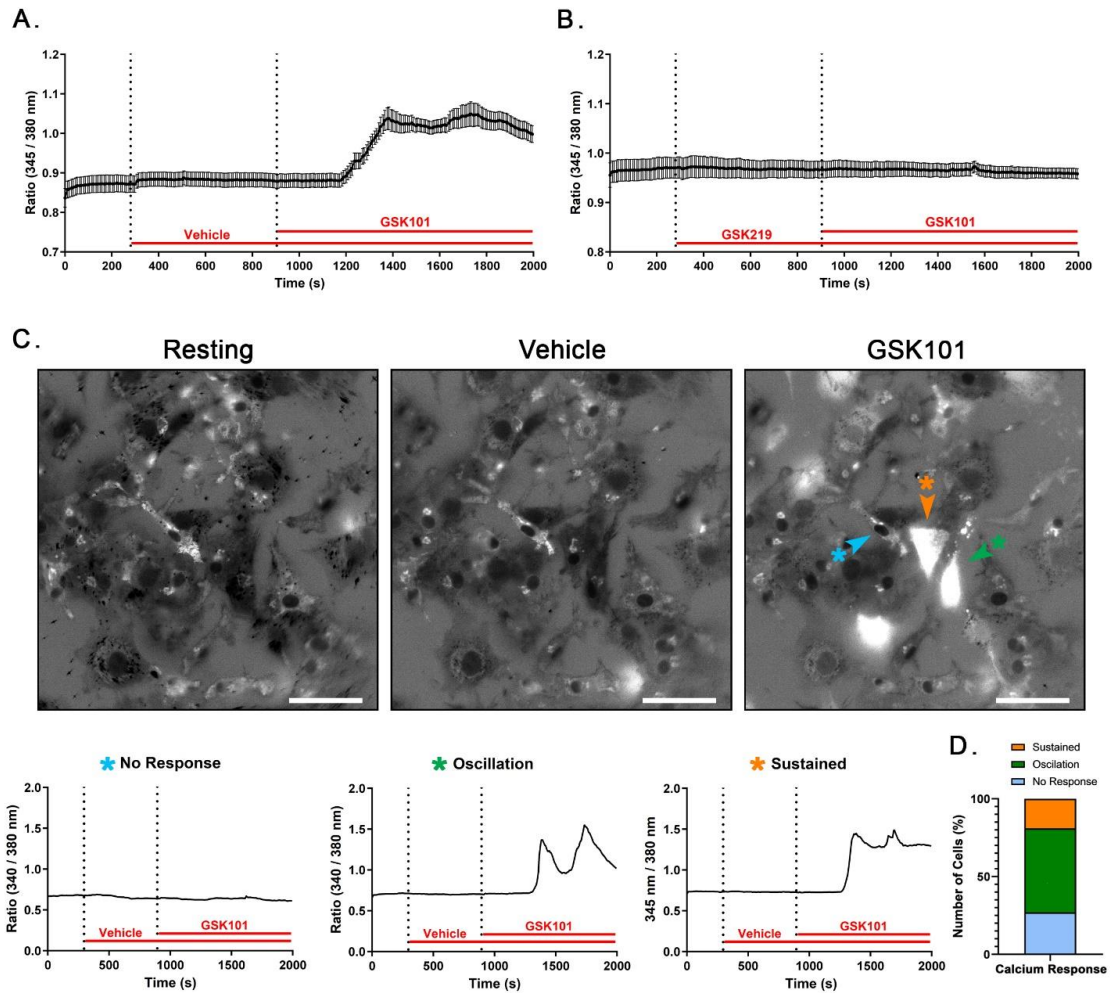 A.
B.
1.2
1.1
1.0
0.9
0.8
0.7
Ratio (345 / 380 nm)
Vehicle
GSK101
0 200 400 600 800 1000 1200 1400 1600 1800 2000
Time (s)
1.2
1.1
1.0
0.9
0.8
Ratio (345 / 380 nm)
GSK219
GSK101
0 200 400 600 800 1000 1200 1400 1600 1800 2000
Time (s)
C.
Resting
Vehicle
GSK101
*
*
*
* No Response
2.0
1.5
1.0
0.5
0.0
Ratio (340 / 380 nm)
Vehicle
GSK101
0 500 1000 1500 2000
Time (s)
* Oscillation
2.0
1.5
1.0
0.5
0.0
Ratio (340 / 380 nm)
Vehicle
GSK101
0 500 1000 1500 2000
Time (s)
* Sustained
2.0
1.5
1.0
0.5
0.0
345 nm / 380 nm
Vehicle
GSK101
0 500 1000 1500 2000
Time (s)
D.
Sustained
Oscilation
No Response
100
50
0
Number of Cells (%)
Calcium Response